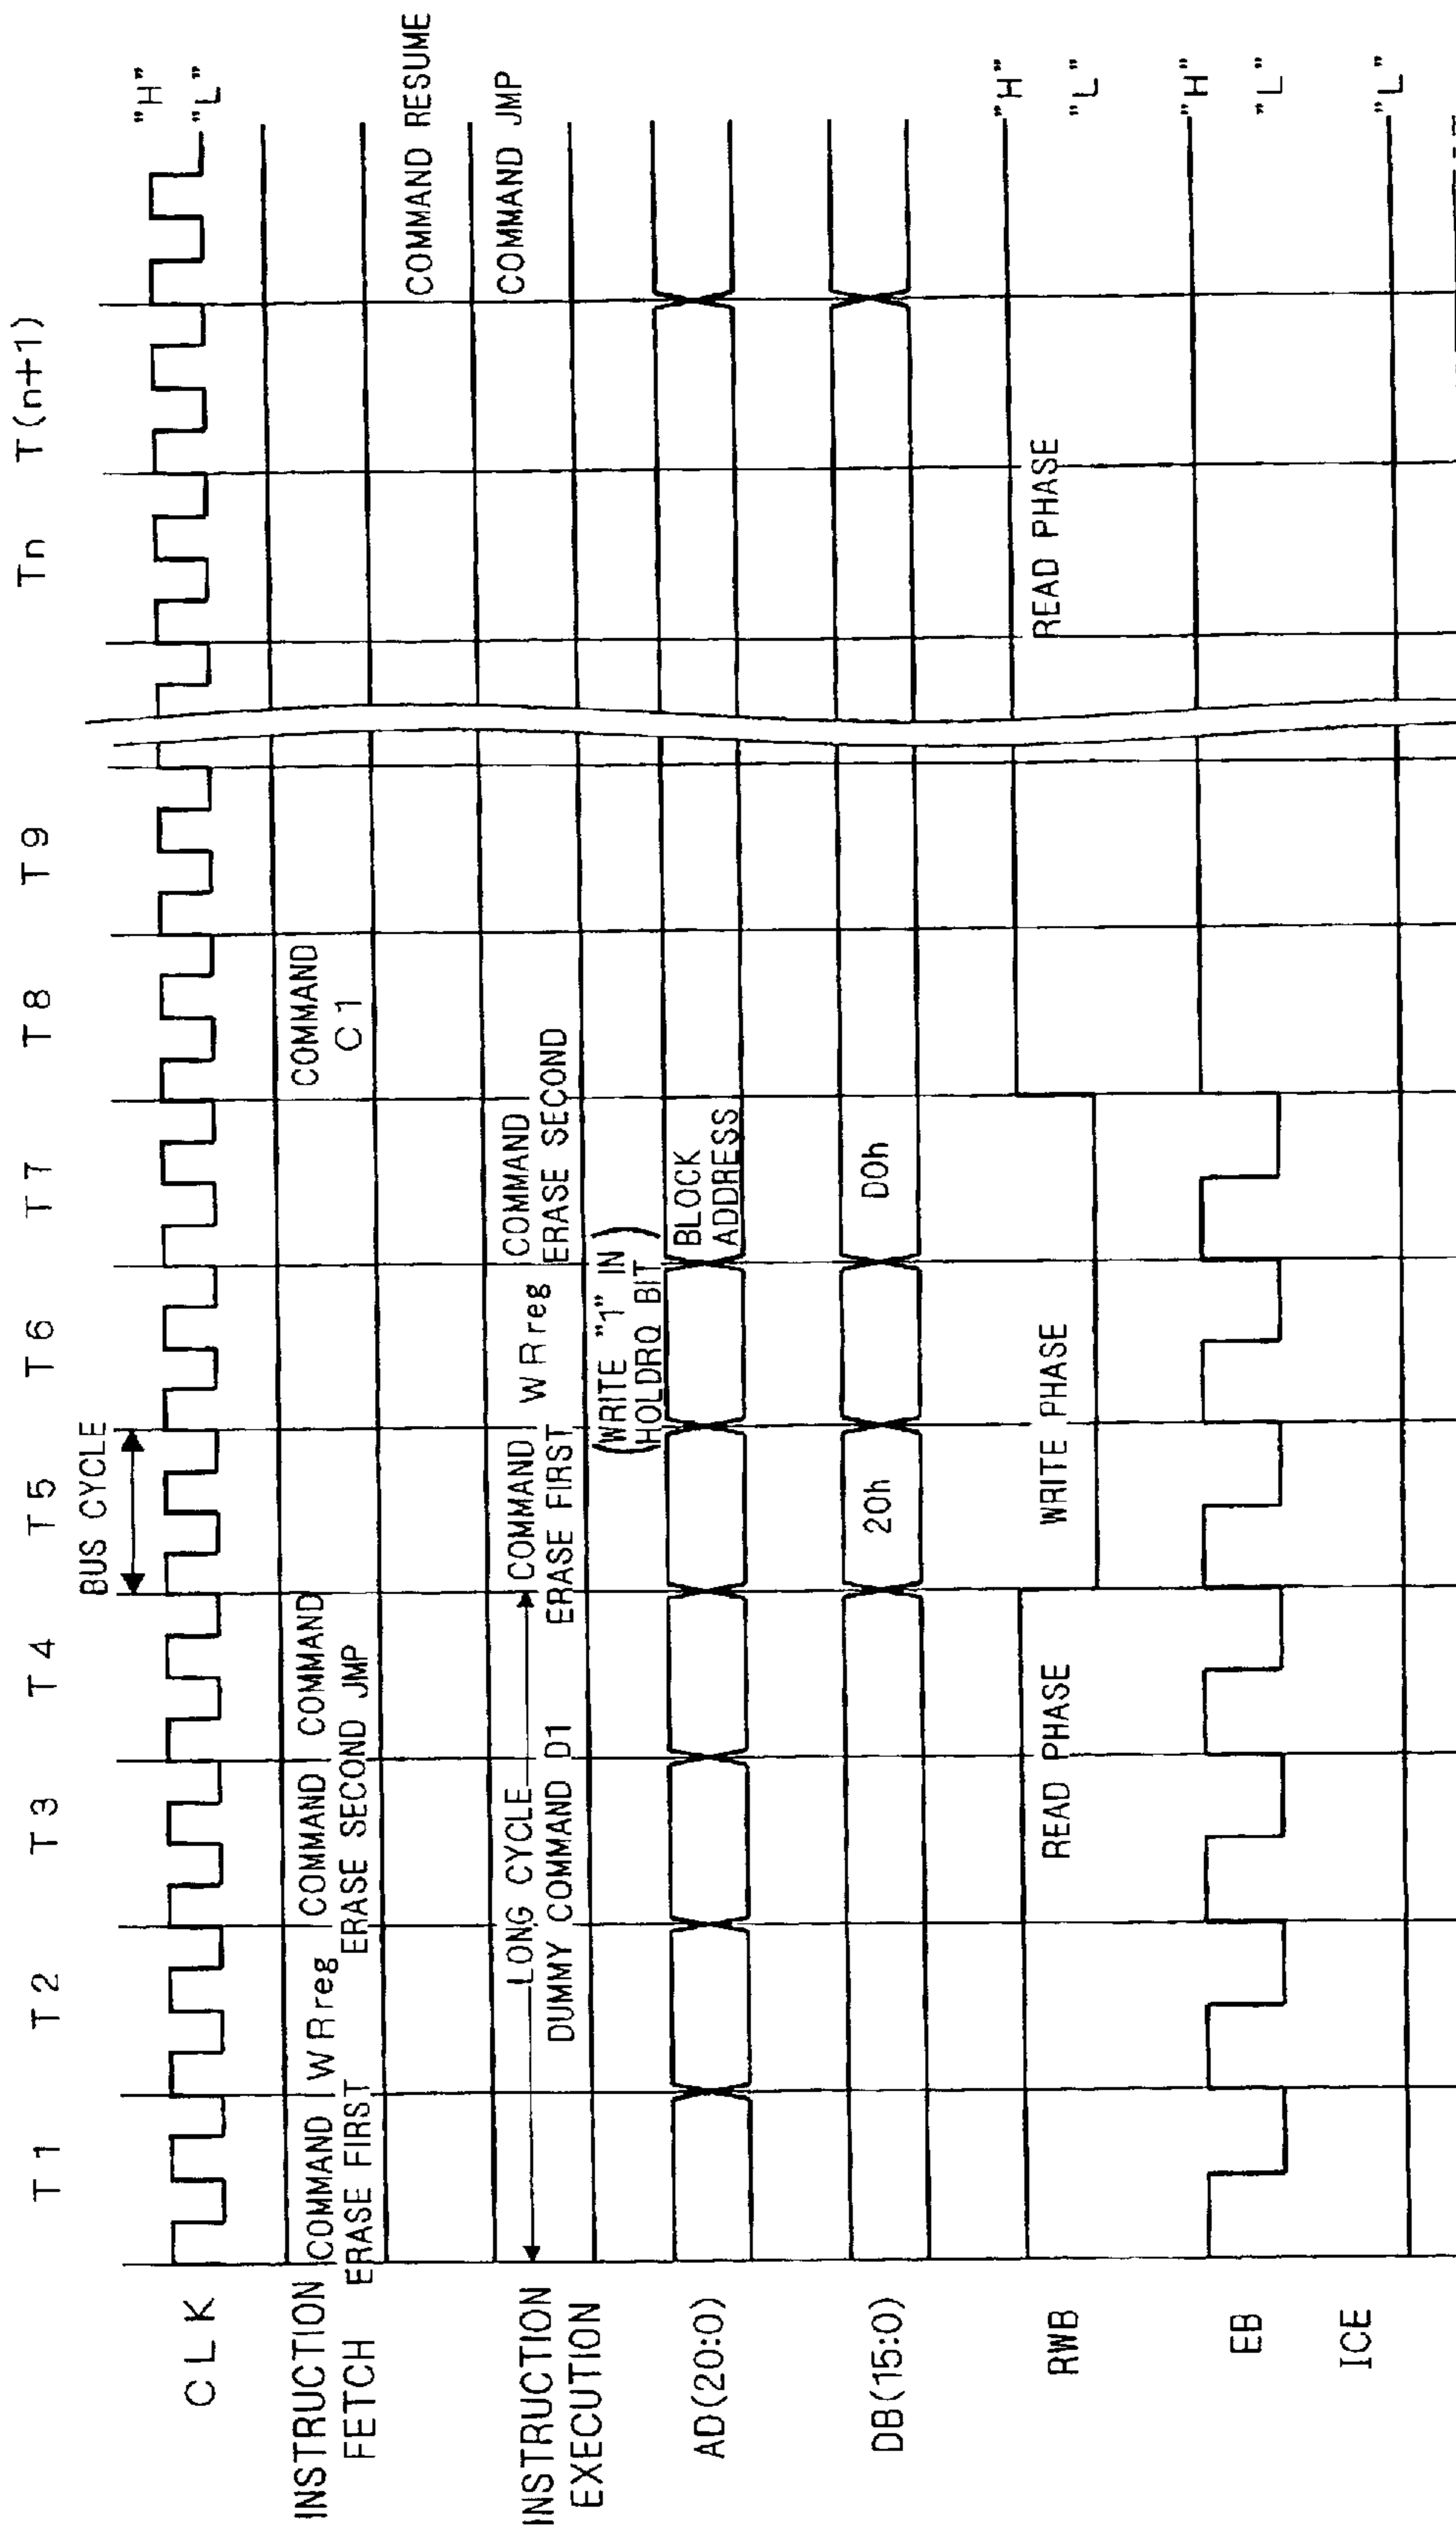 T1 T2 T3 T4 T5 T6 T7 T8 T9 Tn T(n+1)
BUS CYCLE
CLK "H"
"L"
INSTRUCTION FETCH
COMMAND ERASE FIRST
WRreg
COMMAND ERASE SECOND
COMMAND JMP
COMMAND C1
COMMAND RESUME
INSTRUCTION EXECUTION
LONG CYCLE
DUMMY COMMAND D1
COMMAND ERASE FIRST
WRreg
(WRITE "1" IN HOLDRQ BIT)
COMMAND ERASE SECOND
COMMAND JMP
AD(20:0)
BLOCK ADDRESS
DB(15:0)
20h
D0h
RWB
READ PHASE
WRITE PHASE
READ PHASE
"H"
"L"
EB
"H"
"L"
ICE
"L"